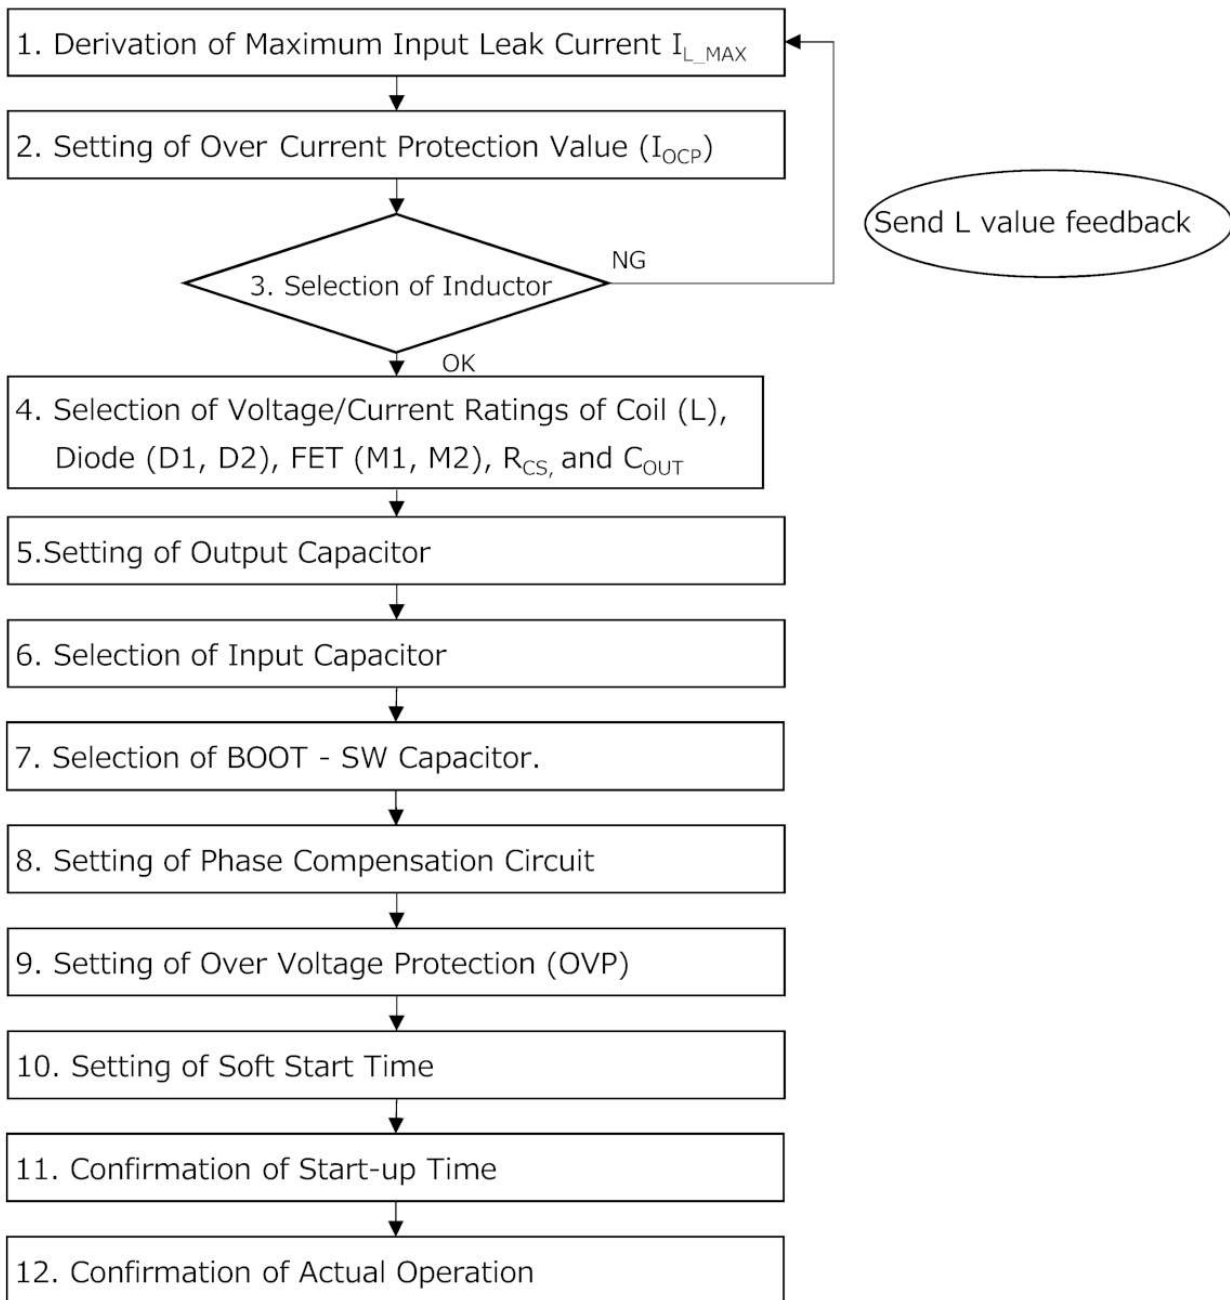 1. Derivation of Maximum Input Leak Current I_L_MAX
2. Setting of Over Current Protection Value (I_OCP)
Send L value feedback
NG
3. Selection of Inductor
OK
4. Selection of Voltage/Current Ratings of Coil (L),
Diode (D1, D2), FET (M1, M2), R_CS, and C_OUT
5.Setting of Output Capacitor
6. Selection of Input Capacitor
7. Selection of BOOT - SW Capacitor.
8. Setting of Phase Compensation Circuit
9. Setting of Over Voltage Protection (OVP)
10. Setting of Soft Start Time
11. Confirmation of Start-up Time
12. Confirmation of Actual Operation